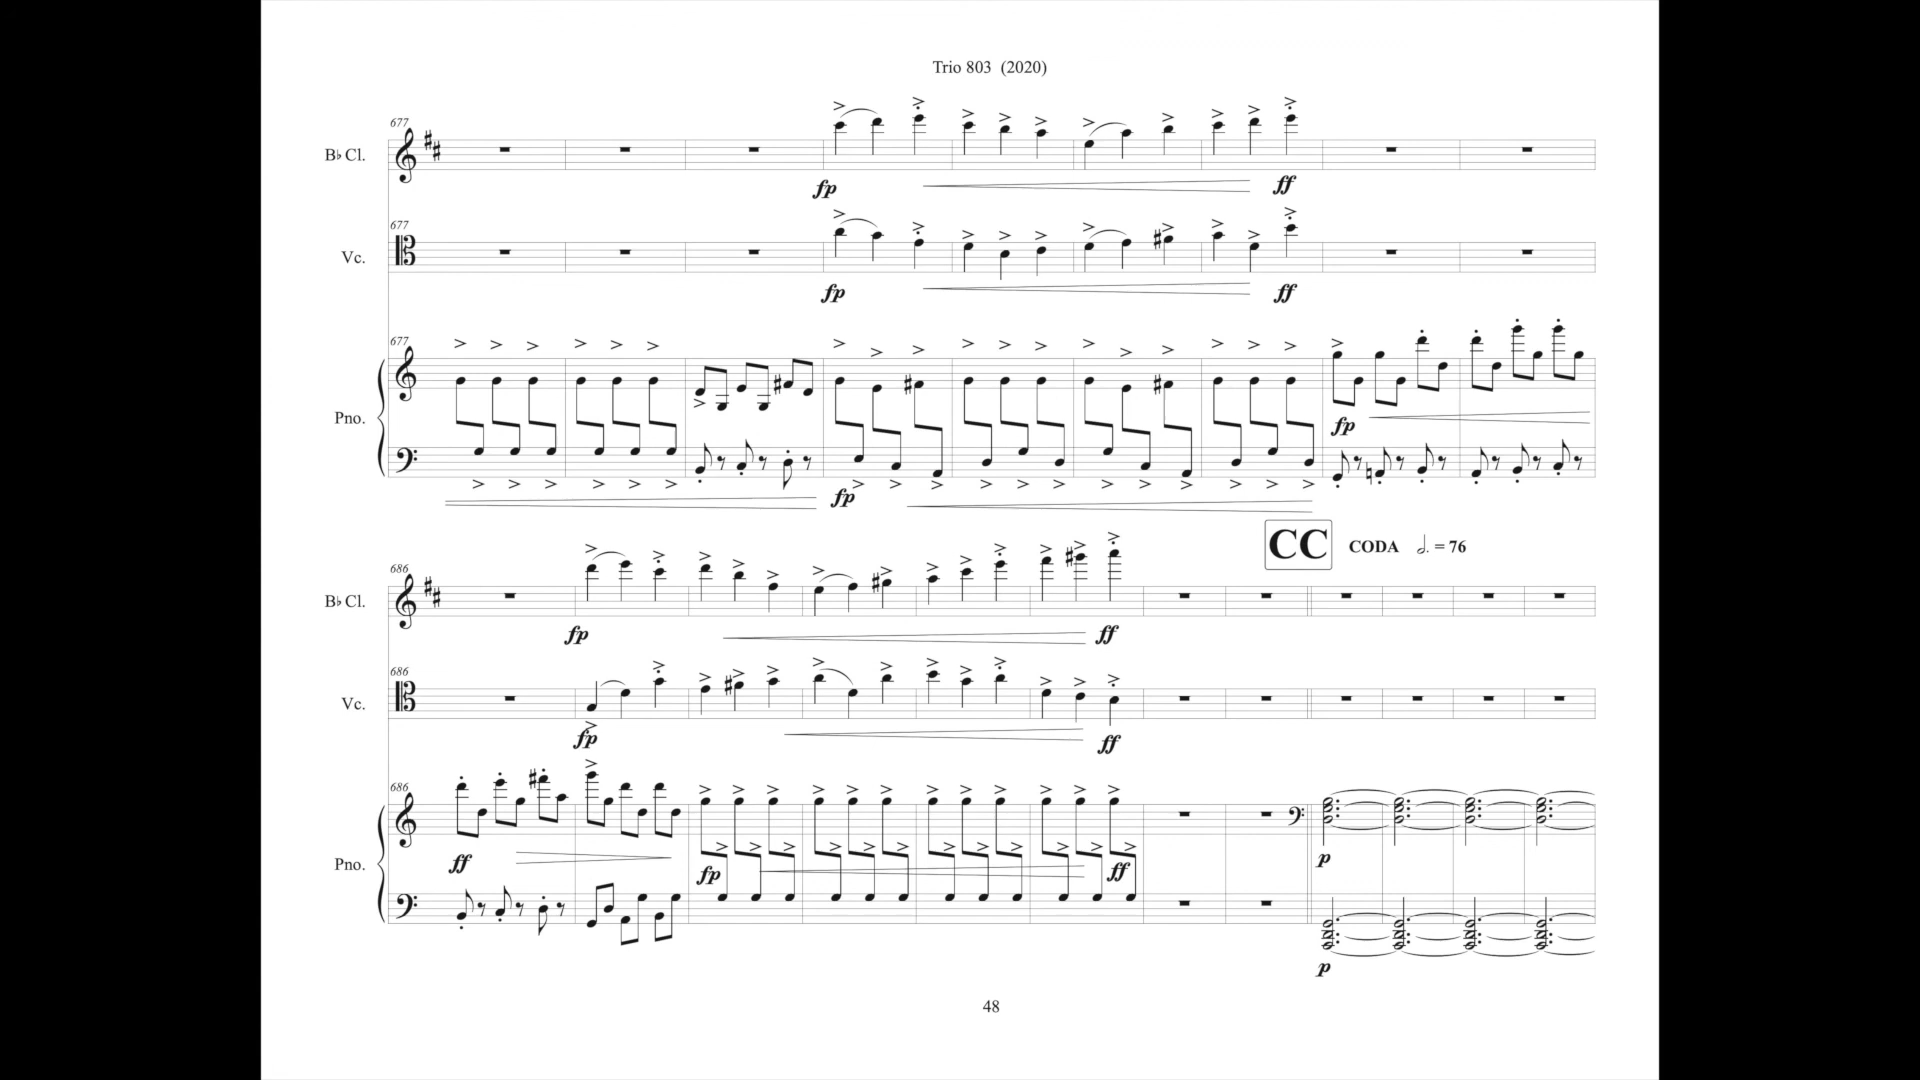 Trio 803 (2020)
677
B♭ Cl.
fp
ff
677
Vc.
fp
ff
677
Pno.
fp
fp
CC CODA 𝅗𝅥. = 76
686
B♭ Cl.
fp
ff
686
Vc.
fp
ff
686
Pno.
ff
fp
ff
p
p
48